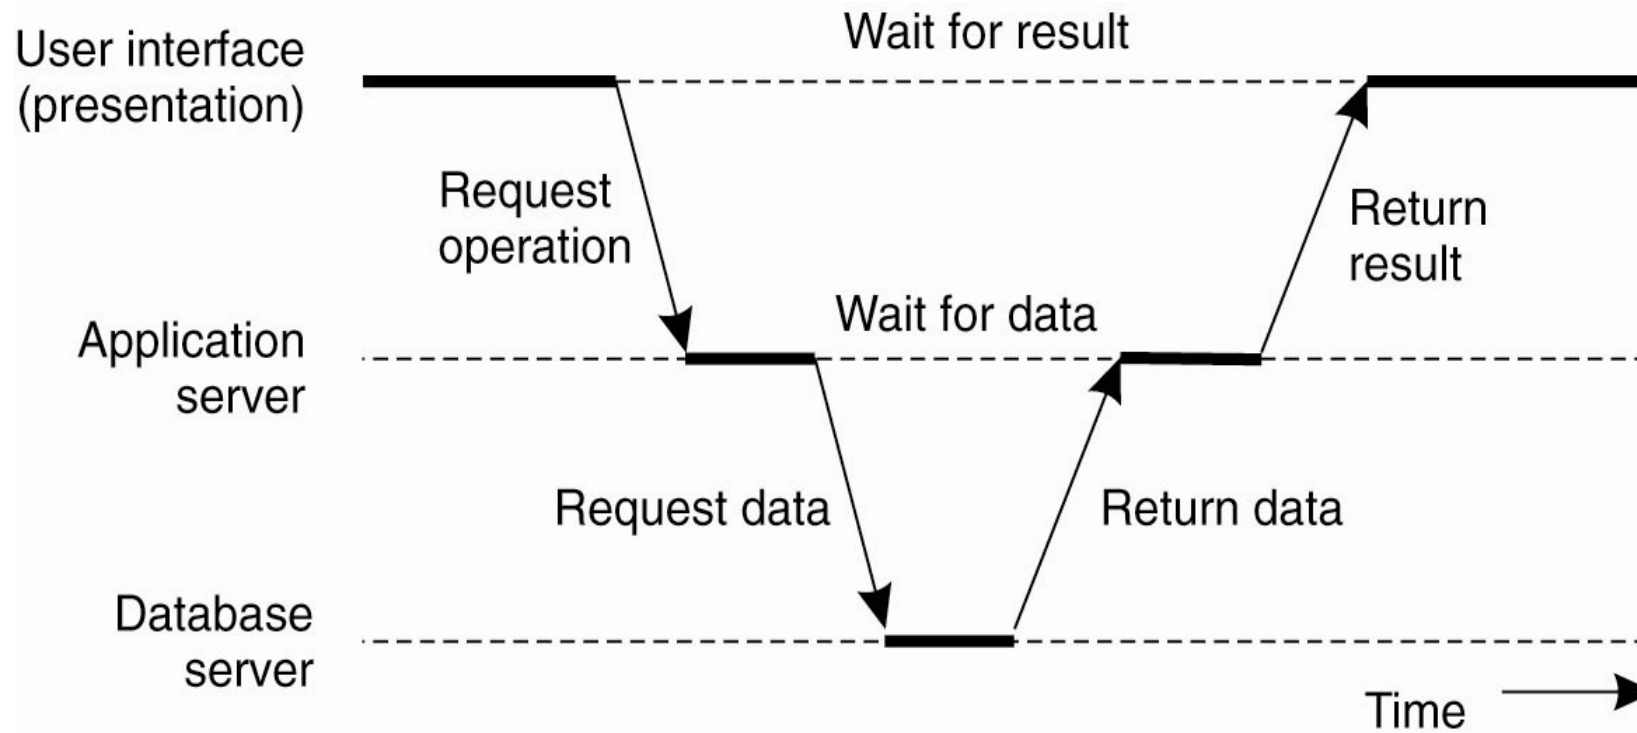 Wait for result
User interface
(presentation)
Request
operation
Return
result
Wait for data
Application
server
Request data
Return data
Database
server
Time